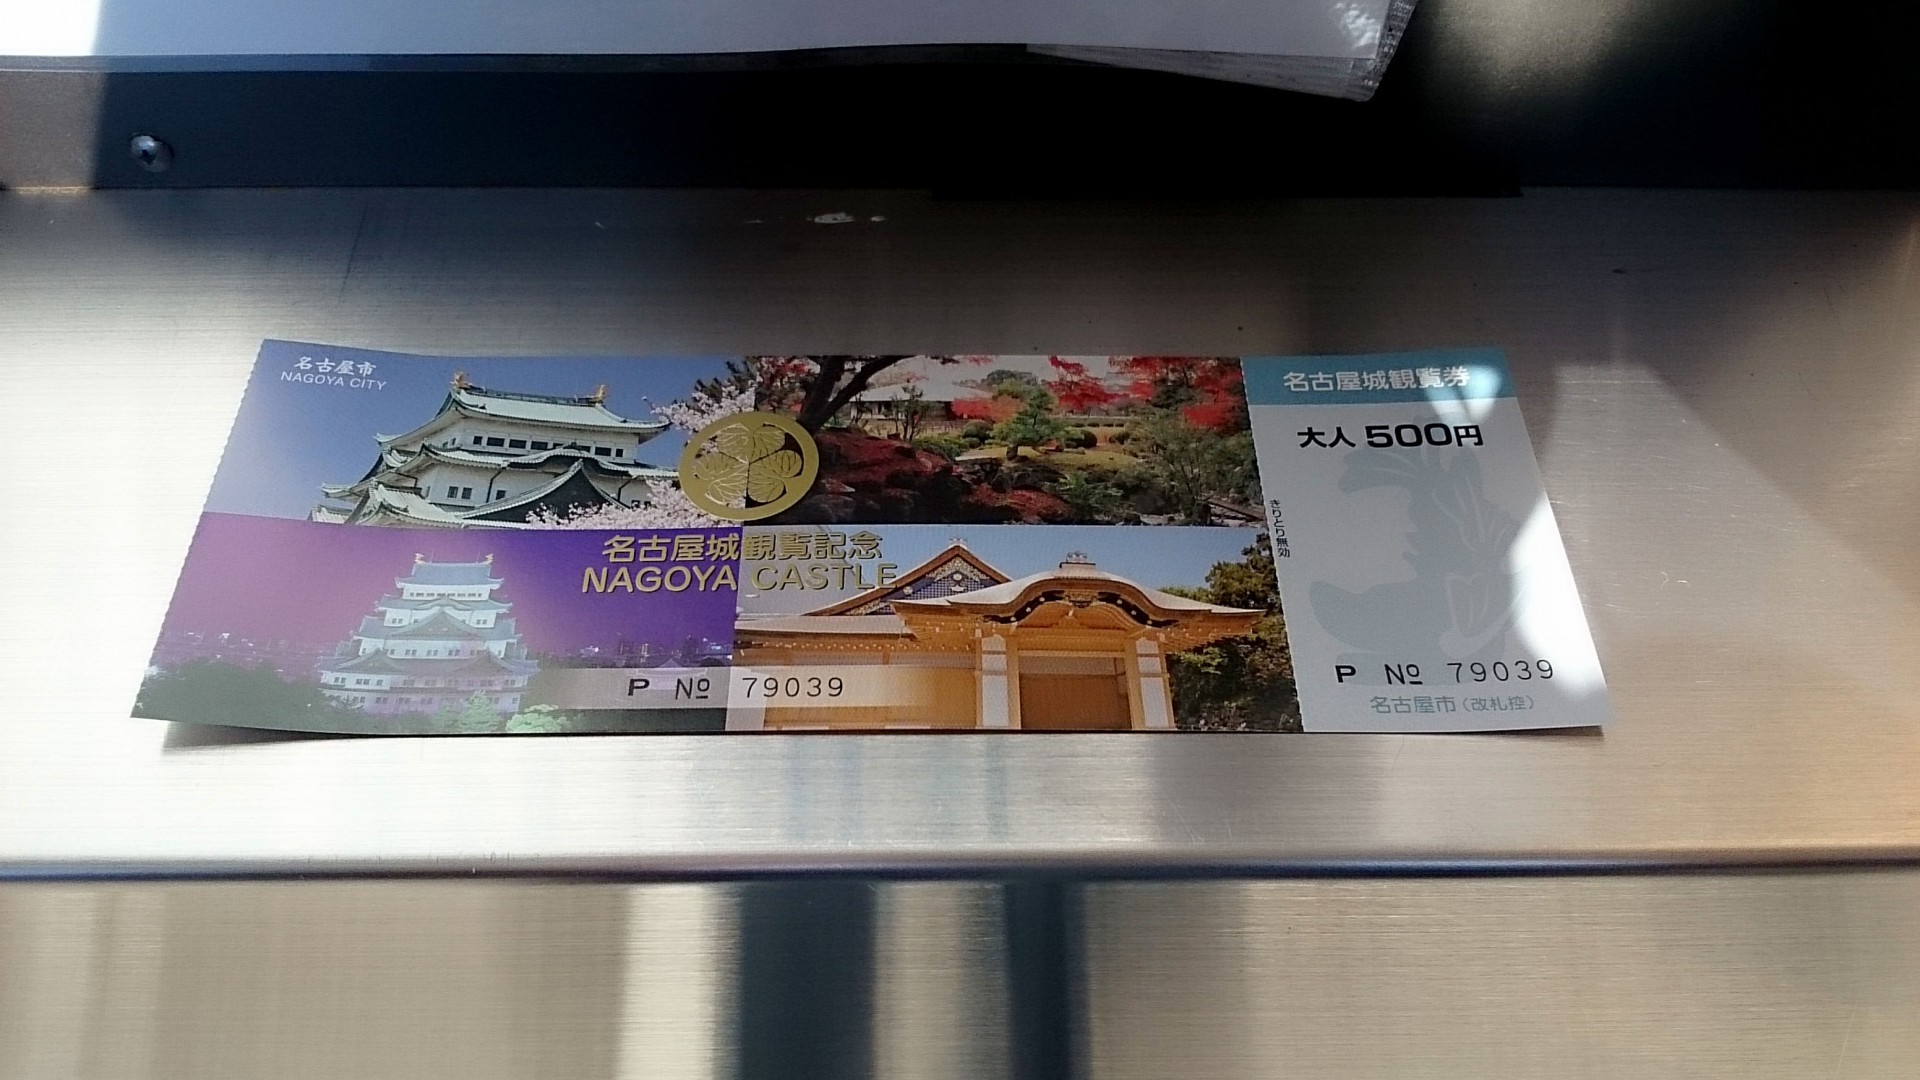 名古屋市
NAGOYA CITY
名古屋城観覧記念
NAGOYA CASTLE
P № 79039
名古屋城観覧券
大人 500円
きりとり無効
P № 79039
名古屋市(改札控)